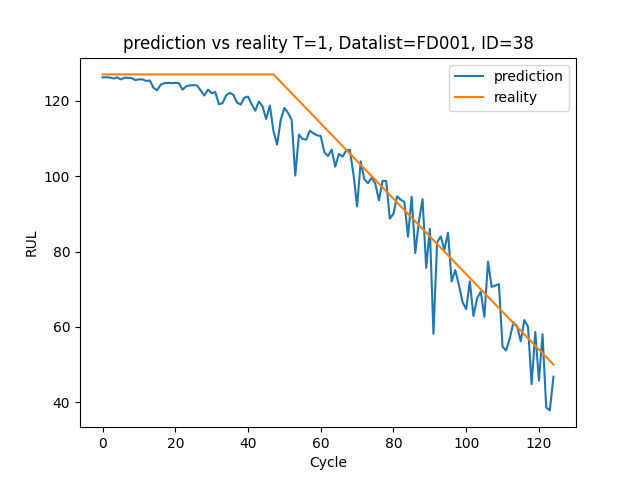 prediction vs reality T=1, Datalist=FD001, ID=38
prediction
reality
RUL
120
100
80
60
40
0 20 40 60 80 100 120
Cycle